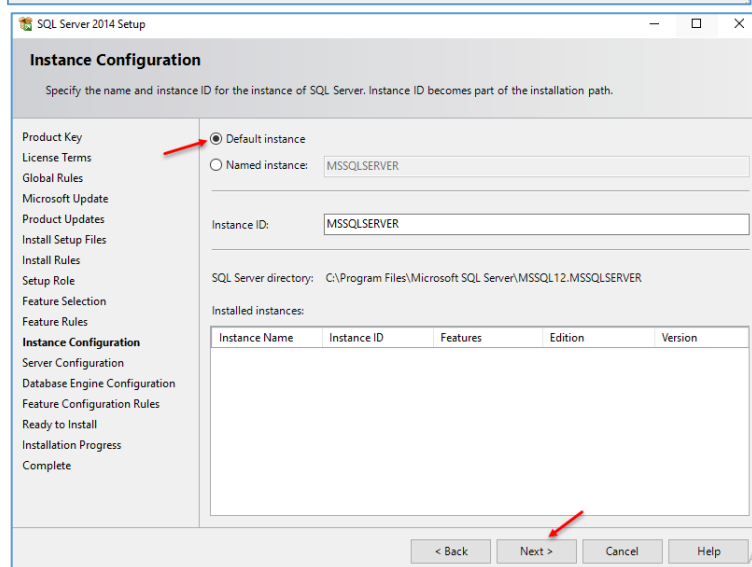 SQL Server 2014 Setup
Instance Configuration
Specify the name and instance ID for the instance of SQL Server. Instance ID becomes part of the installation path.
Product Key
License Terms
Global Rules
Microsoft Update
Product Updates
Install Setup Files
Install Rules
Setup Role
Feature Selection
Feature Rules
Instance Configuration
Server Configuration
Database Engine Configuration
Feature Configuration Rules
Ready to Install
Installation Progress
Complete
Default instance
Named instance: MSSQLSERVER
Instance ID: MSSQLSERVER
SQL Server directory: C:\Program Files\Microsoft SQL Server\MSSQL12.MSSQLSERVER
Installed instances:
Instance Name Instance ID Features Edition Version
< Back Next > Cancel Help